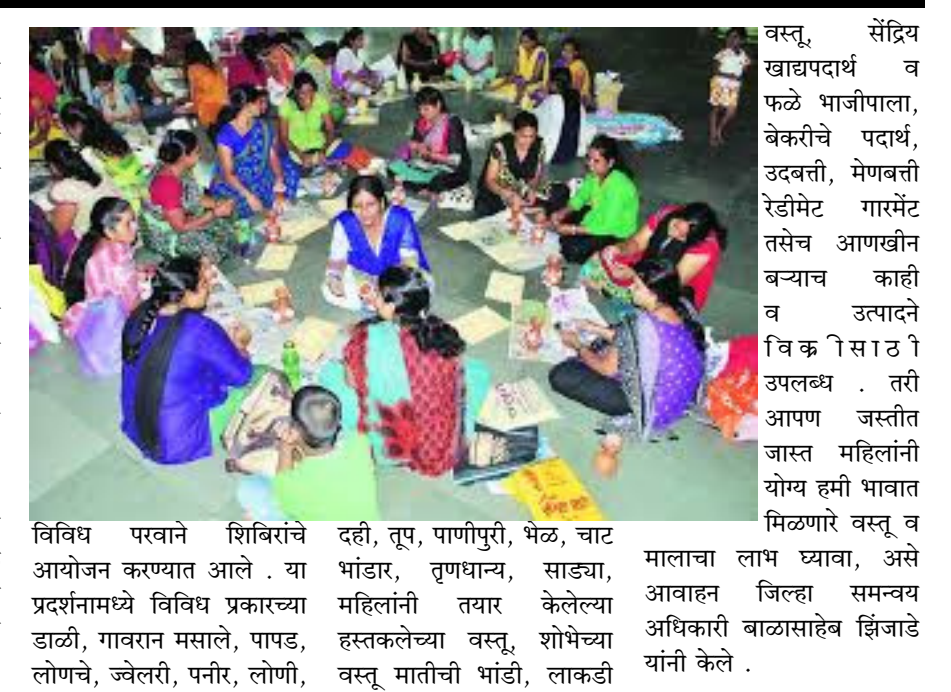 विविध परवाने शिबिरांचे
आयोजन करण्यात आले . या
प्रदर्शनामध्ये विविध प्रकारच्या
डाळी, गावरान मसाले, पापड,
लोणचे, ज्वेलरी, पनीर, लोणी,
दही, तूप, पाणीपुरी, भेळ, चाट
भांडार, तृणधान्य, साड्या,
महिलांनी तयार केलेल्या
हस्तकलेच्या वस्तू, शोभेच्या
वस्तू मातीची भांडी, लाकडी
वस्तू, सेंद्रिय
खाद्यपदार्थ व
फळे भाजीपाला,
बेकरीचे पदार्थ,
उदबत्ती, मेणबत्ती
रेडीमेट गारमेंट
तसेच आणखीन
बऱ्याच काही
व उत्पादने
विक्रीसाठी
उपलब्ध . तरी
आपण जस्तीत
जास्त महिलांनी
योग्य हमी भावात
मिळणारे वस्तू व
मालाचा लाभ घ्यावा, असे
आवाहन जिल्हा समन्वय
अधिकारी बाळासाहेब झिंजाडे
यांनी केले .